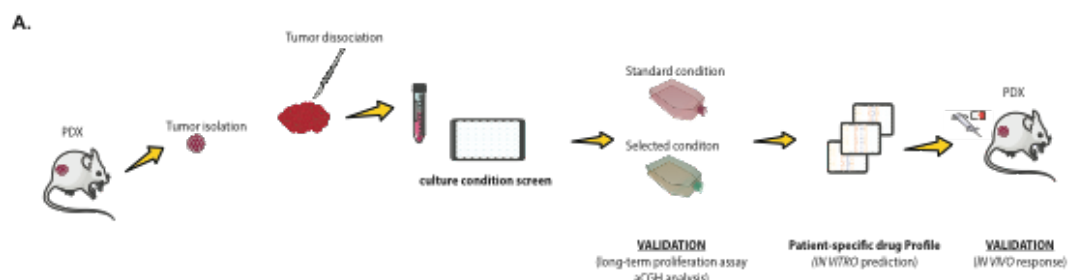 A.
Tumor dissociation
PDX
Tumor isolation
culture condition screen
Standard condition
Selected conditon
VALIDATION
(long-term proliferation assay
aCGH analysis)
Patient-specific drug Profile
(IN VITRO prediction)
PDX
VALIDATION
(IN VIVO response)